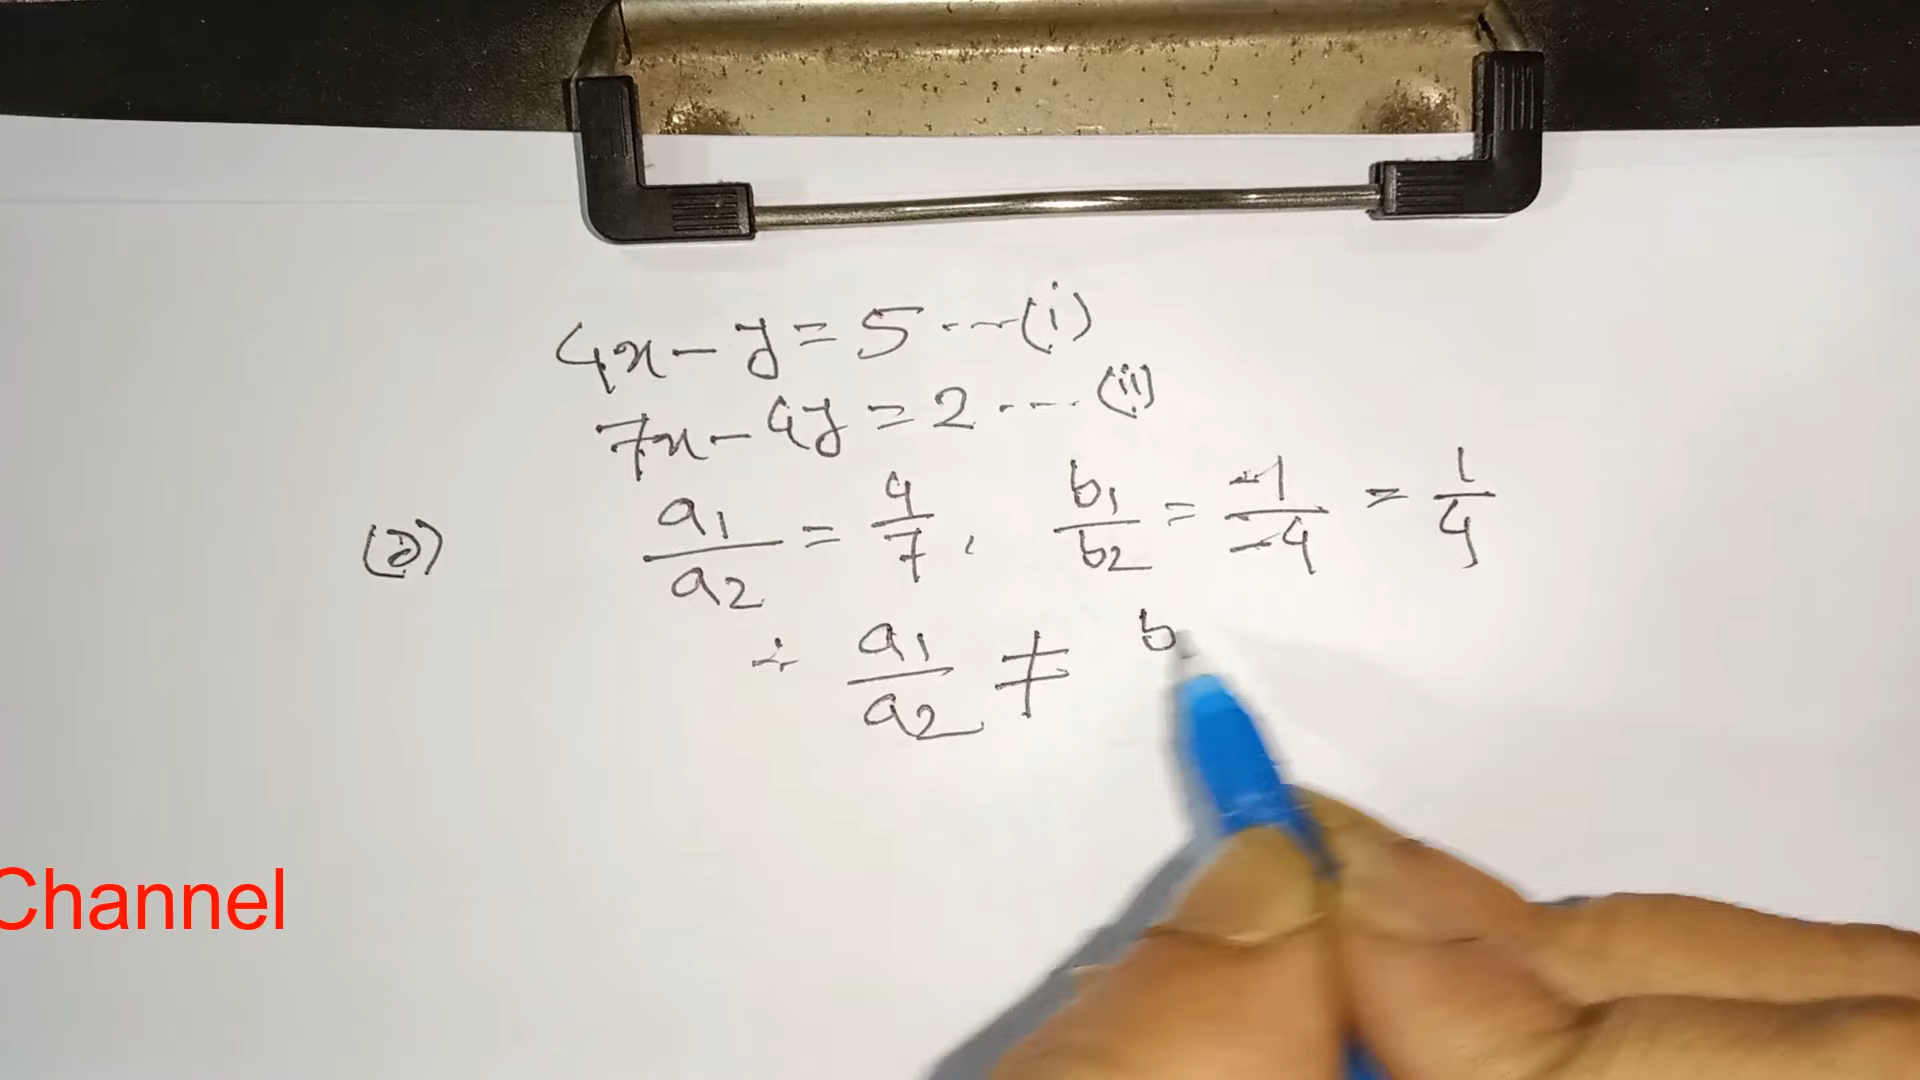 4x - y = 5 ---- (i)
7x - 4y = 2 ---- (ii)
(a) a1/a2 = 4/7, b1/b2 = -1/-4 = 1/4
∴ a1/a2 ≠ b
Channel